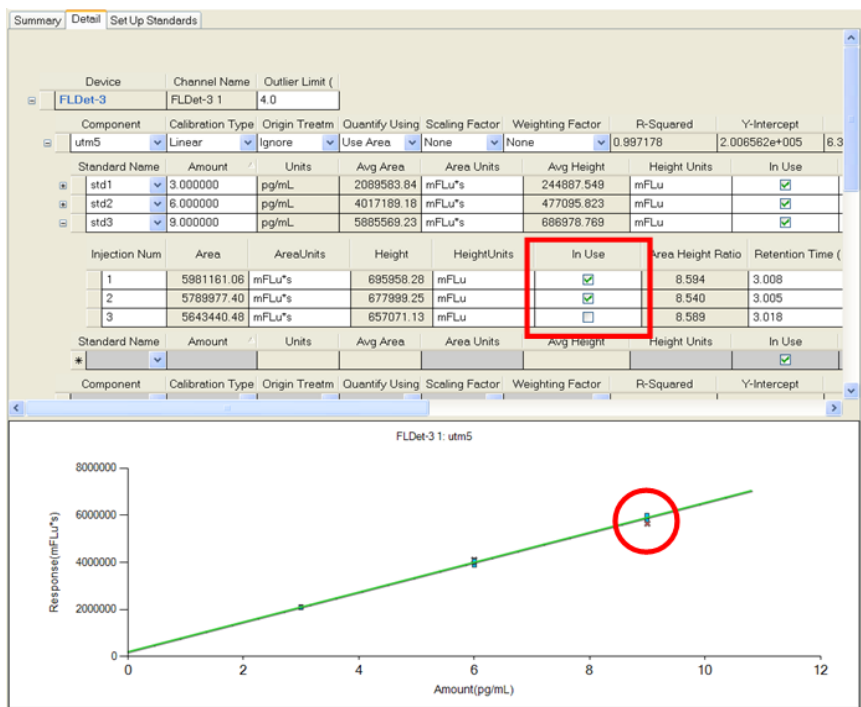 Summary Detail Set Up Standards
Device Channel Name Outlier Limit (
FLDet-3 FLDet-3 1 4.0
Component Calibration Type Origin Treatm Quantify Using Scaling Factor Weighting Factor R-Squared Y-Intercept
utm5 Linear Ignore Use Area None None 0.997178 2.006562e+005 6.3
Standard Name Amount Units Avg Area Area Units Avg Height Height Units In Use
std1 3.000000 pg/mL 2089583.84 mFLu*s 244887.549 mFLu
std2 6.000000 pg/mL 4017189.18 mFLu*s 477095.823 mFLu
std3 9.000000 pg/mL 5885569.23 mFLu*s 686978.769 mFLu
Injection Num Area AreaUnits Height HeightUnits In Use Area Height Ratio Retention Time (
1 5981161.06 mFLu*s 695958.28 mFLu 8.594 3.008
2 5789977.40 mFLu*s 677999.25 mFLu 8.540 3.005
3 5643440.48 mFLu*s 657071.13 mFLu 8.589 3.018
Standard Name Amount Units Avg Area Area Units Avg Height Height Units In Use
*
Component Calibration Type Origin Treatm Quantify Using Scaling Factor Weighting Factor R-Squared Y-Intercept
FLDet-3 1: utm5
8000000
6000000
4000000
2000000
0
Response(mFLu*s)
0 2 4 6 8 10 12
Amount(pg/mL)